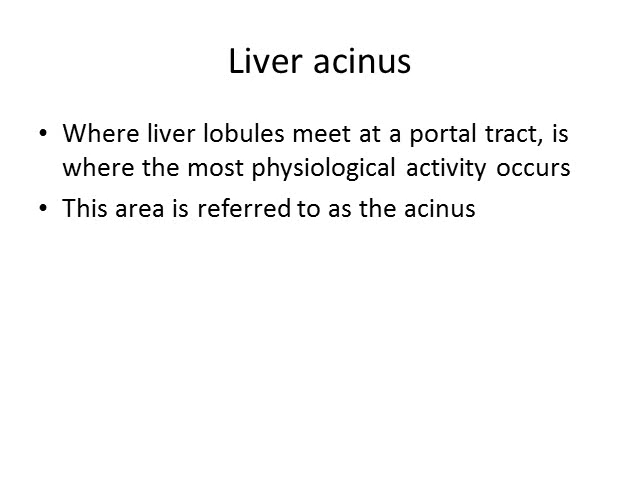 Liver acinus
• Where liver lobules meet at a portal tract, is
where the most physiological activity occurs
• This area is referred to as the acinus